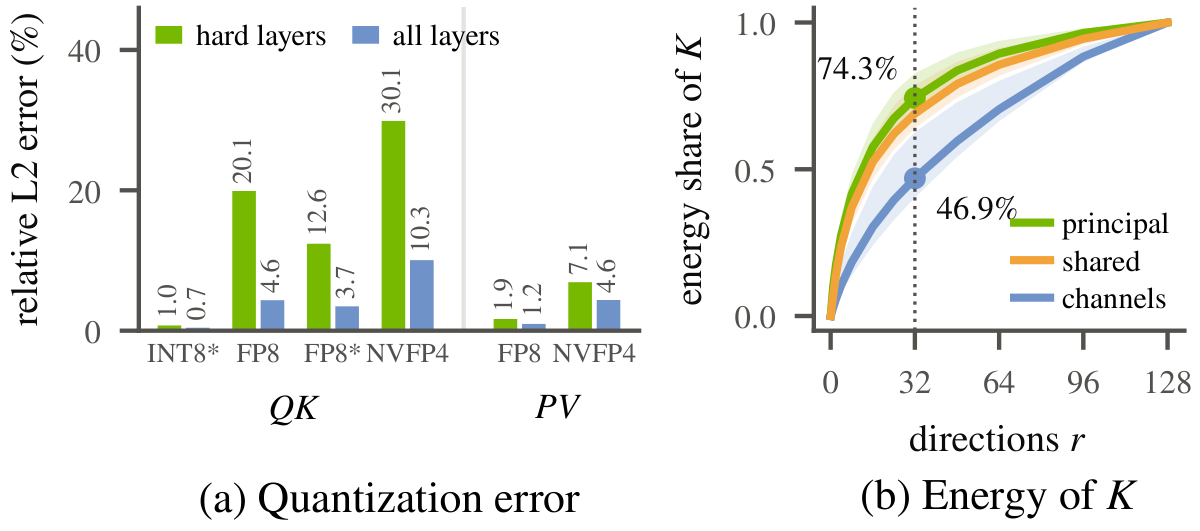 relative L2 error (%)
40
20
0
hard layers
all layers
1.0
0.7
20.1
4.6
12.6
3.7
30.1
10.3
1.9
1.2
7.1
4.6
INT8* FP8 FP8* NVFP4 FP8 NVFP4
QK PV
(a) Quantization error
energy share of K
1.0
0.5
0.0
74.3%
46.9%
principal
shared
channels
0 32 64 96 128
directions r
(b) Energy of K